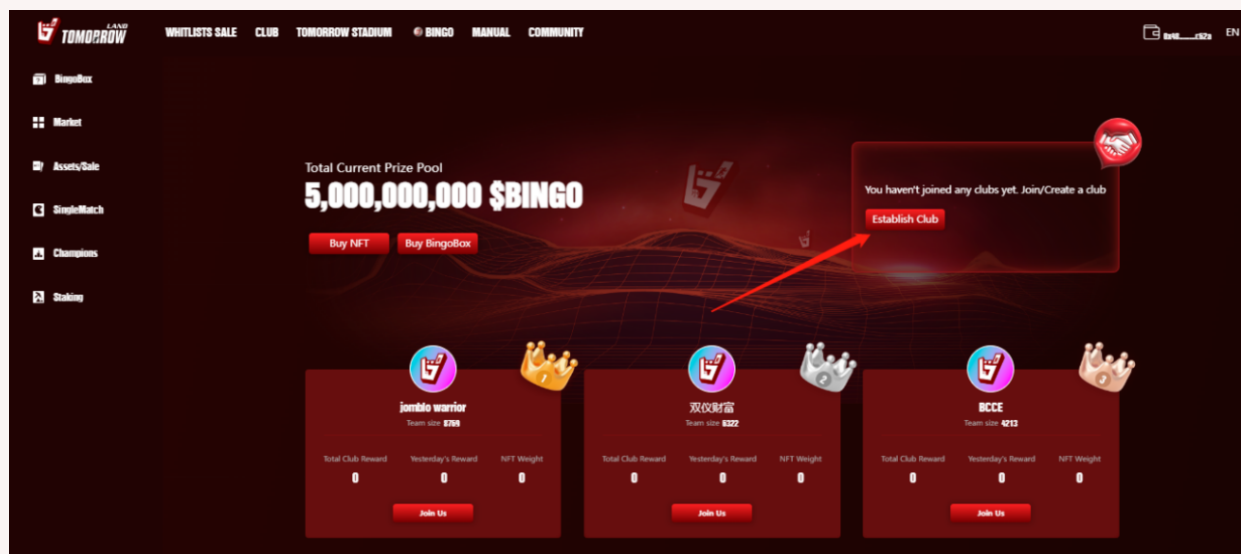 LAND
TOMORROW
WHITLISTS SALE CLUB TOMORROW STADIUM BINGO MANUAL COMMUNITY
EN
BingoBox
Market
Assets/Sale
SingleMatch
Champions
Staking
Total Current Prize Pool
5,000,000,000 $BINGO
Buy NFT Buy BingoBox
You haven't joined any clubs yet. Join/Create a club
Establish Club
1
jomblo warrior
Team size 8769
Total Club Reward Yesterday's Reward NFT Weight
0 0 0
Join Us
2
双仪财富
Team size 6322
Total Club Reward Yesterday's Reward NFT Weight
0 0 0
Join Us
3
BCCE
Team size 4213
Total Club Reward Yesterday's Reward NFT Weight
0 0 0
Join Us